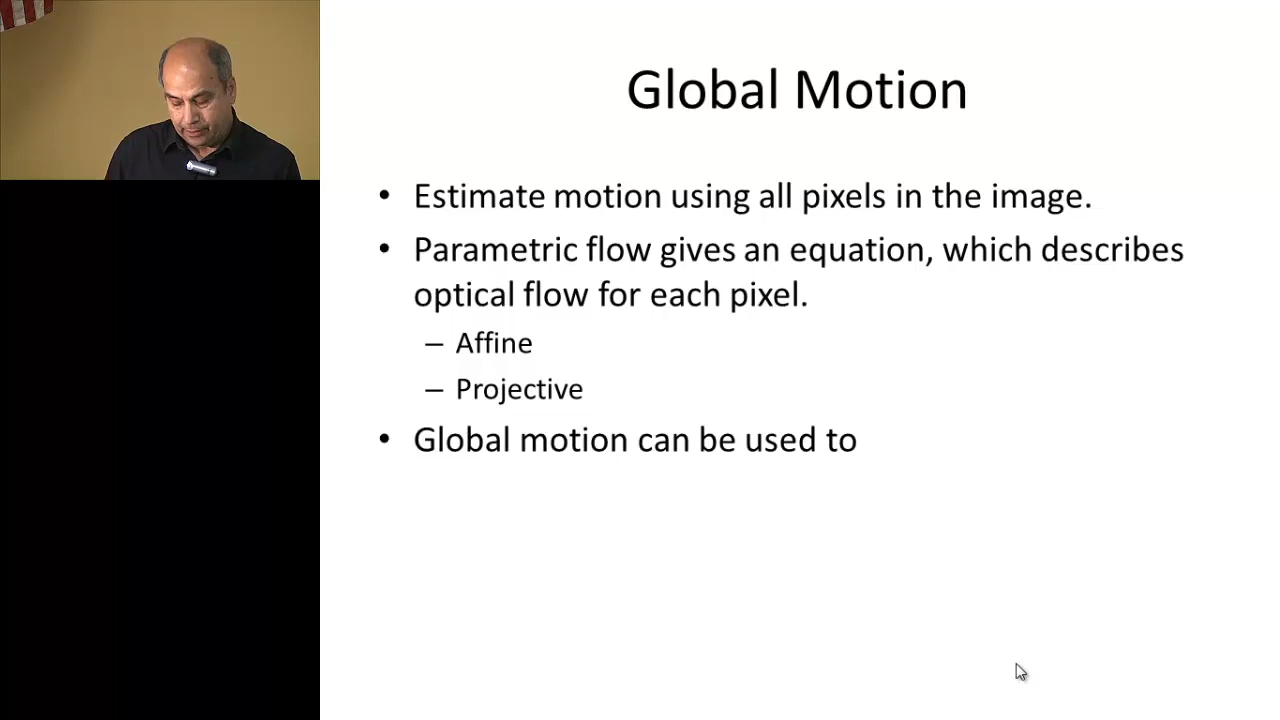 Global Motion
• Estimate motion using all pixels in the image.
• Parametric flow gives an equation, which describes
optical flow for each pixel.
– Affine
– Projective
• Global motion can be used to